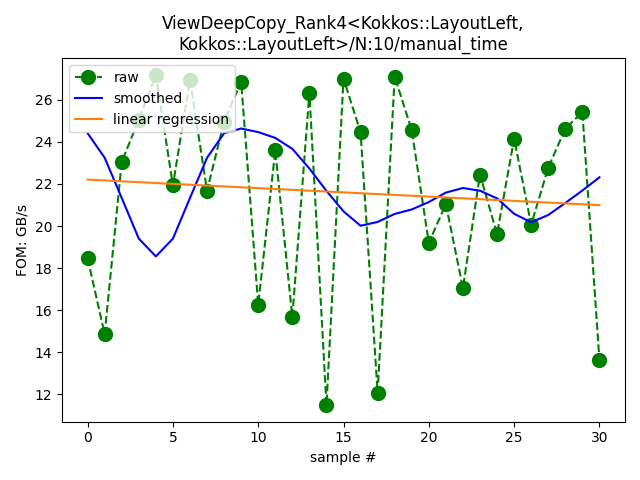 ViewDeepCopy_Rank4<Kokkos::LayoutLeft,
Kokkos::LayoutLeft>/N:10/manual_time
raw
smoothed
linear regression
FOM: GB/s
26
24
22
20
18
16
14
12
0
5
10
15
20
25
30
sample #